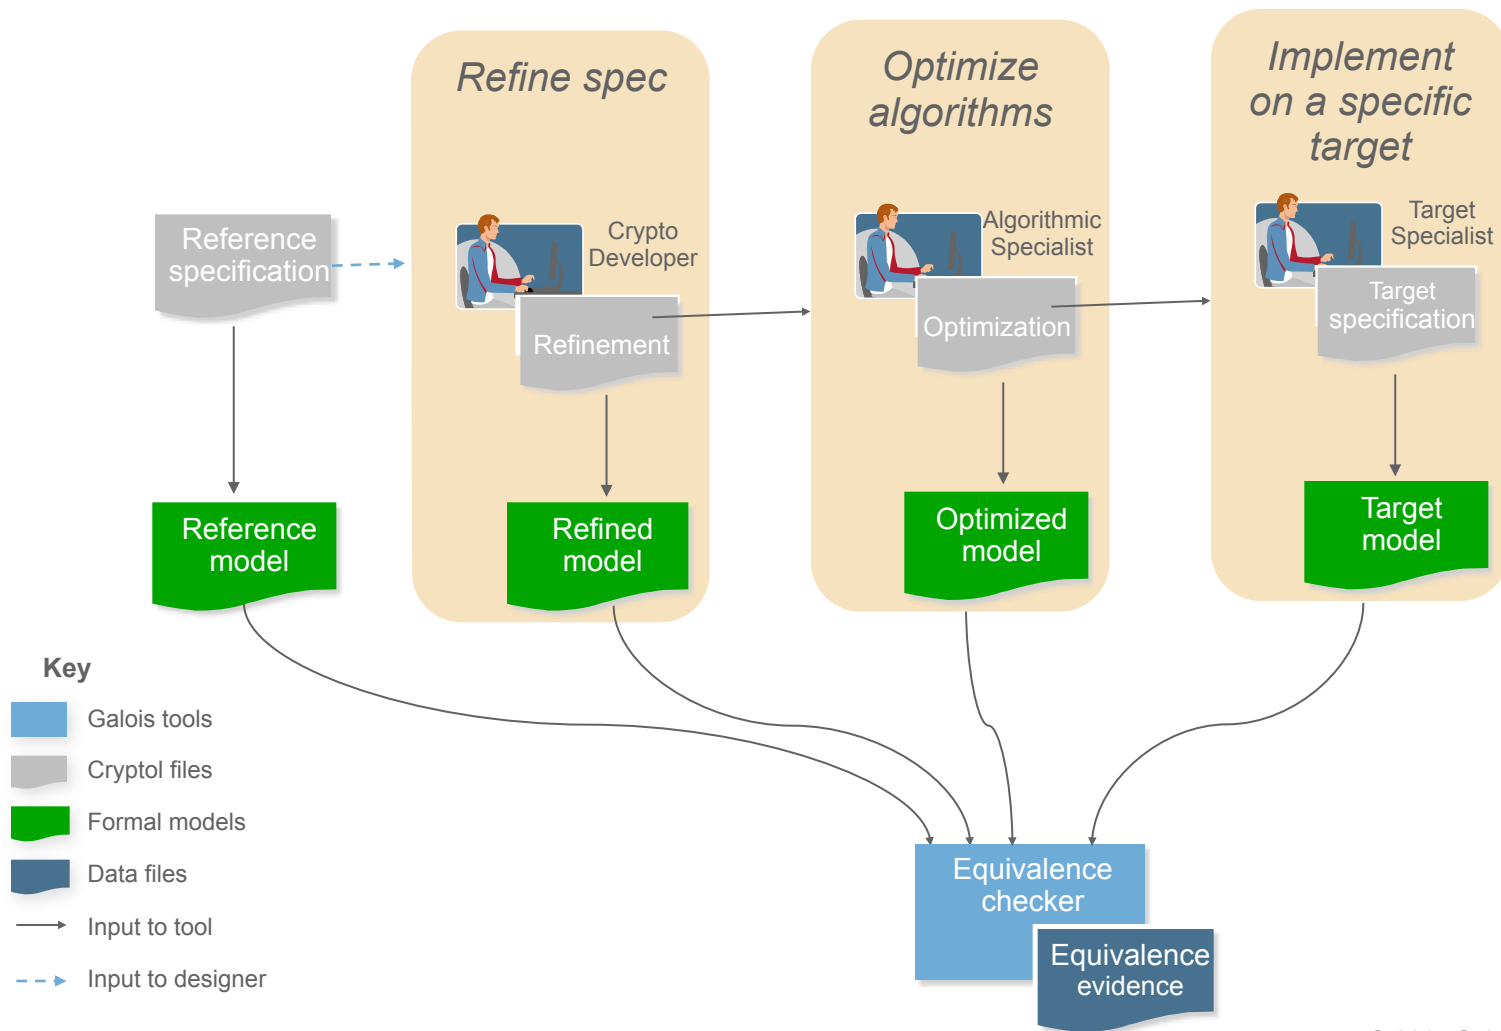 Refine spec
Optimize
algorithms
Implement
on a specific
target
Reference
specification
Crypto
Developer
Refinement
Algorithmic
Specialist
Optimization
Target
Specialist
Target
specification
Reference
model
Refined
model
Optimized
model
Target
model
Key
Galois tools
Cryptol files
Formal models
Data files
Input to tool
Input to designer
Equivalence
checker
Equivalence
evidence